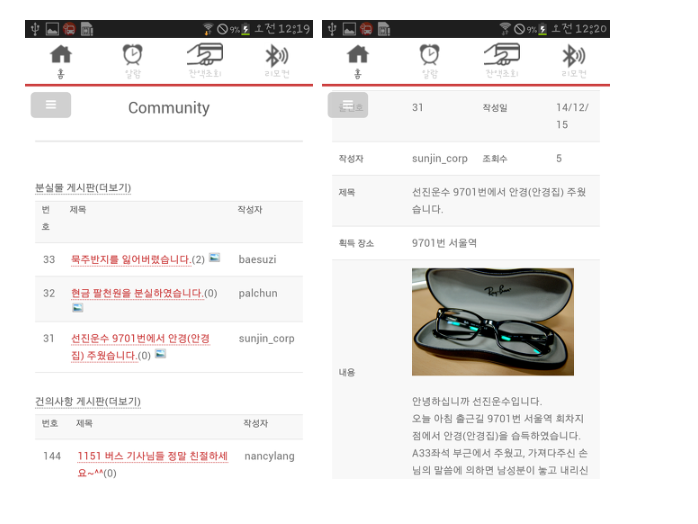 9% 오전 12:19
홈
알람
잔액조회
리모컨
Community
분실물 게시판(더보기)
번호
제목
작성자
33 묵주반지를 잃어버렸습니다.(2) baesuzi
32 현금 팔천원을 분실하였습니다.(0) palchun
31 선진운수 9701번에서 안경(안경
집) 주웠습니다.(0) sunjin_corp
건의사항 게시판(더보기)
번호 제목 작성자
144 1151 버스 기사님들 정말 친절하세
요~^^(0) nancylang
9% 오전 12:20
홈
알람
잔액조회
리모컨
31 작성일 14/12/
15
작성자 sunjin_corp 조회수 5
제목 선진운수 9701번에서 안경(안경집) 주웠
습니다.
획득 장소 9701번 서울역
Ray-Ban
내용
안녕하십니까 선진운수입니다.
오늘 아침 출근길 9701번 서울역 회차지
점에서 안경(안경집)을 습득하였습니다.
A33좌석 부근에서 주웠고, 가져다주신 손
님의 말씀에 의하면 남성분이 놓고 내리신